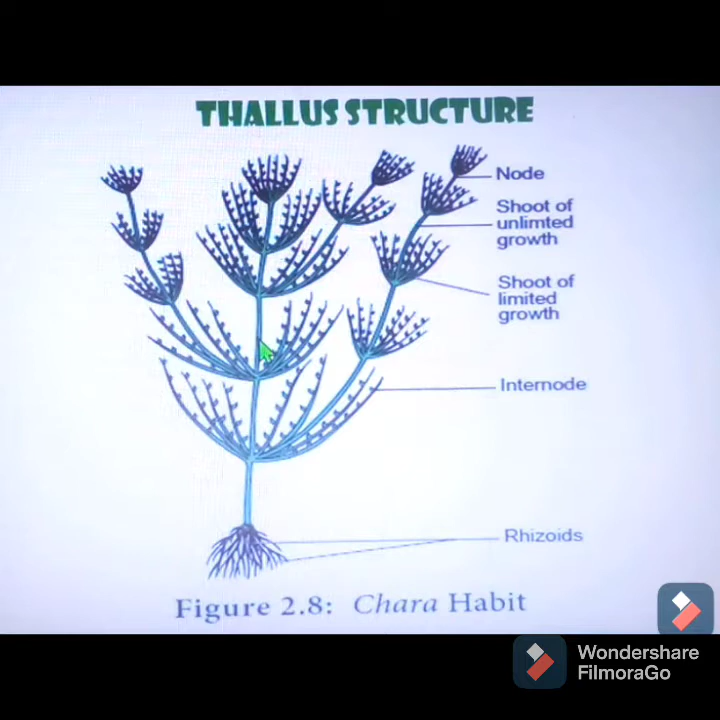 THALLUS STRUCTURE
Node
Shoot of
unlimted
growth
Shoot of
limited
growth
Internode
Rhizoids
Figure 2.8: Chara Habit
Wondershare
FilmoraGo